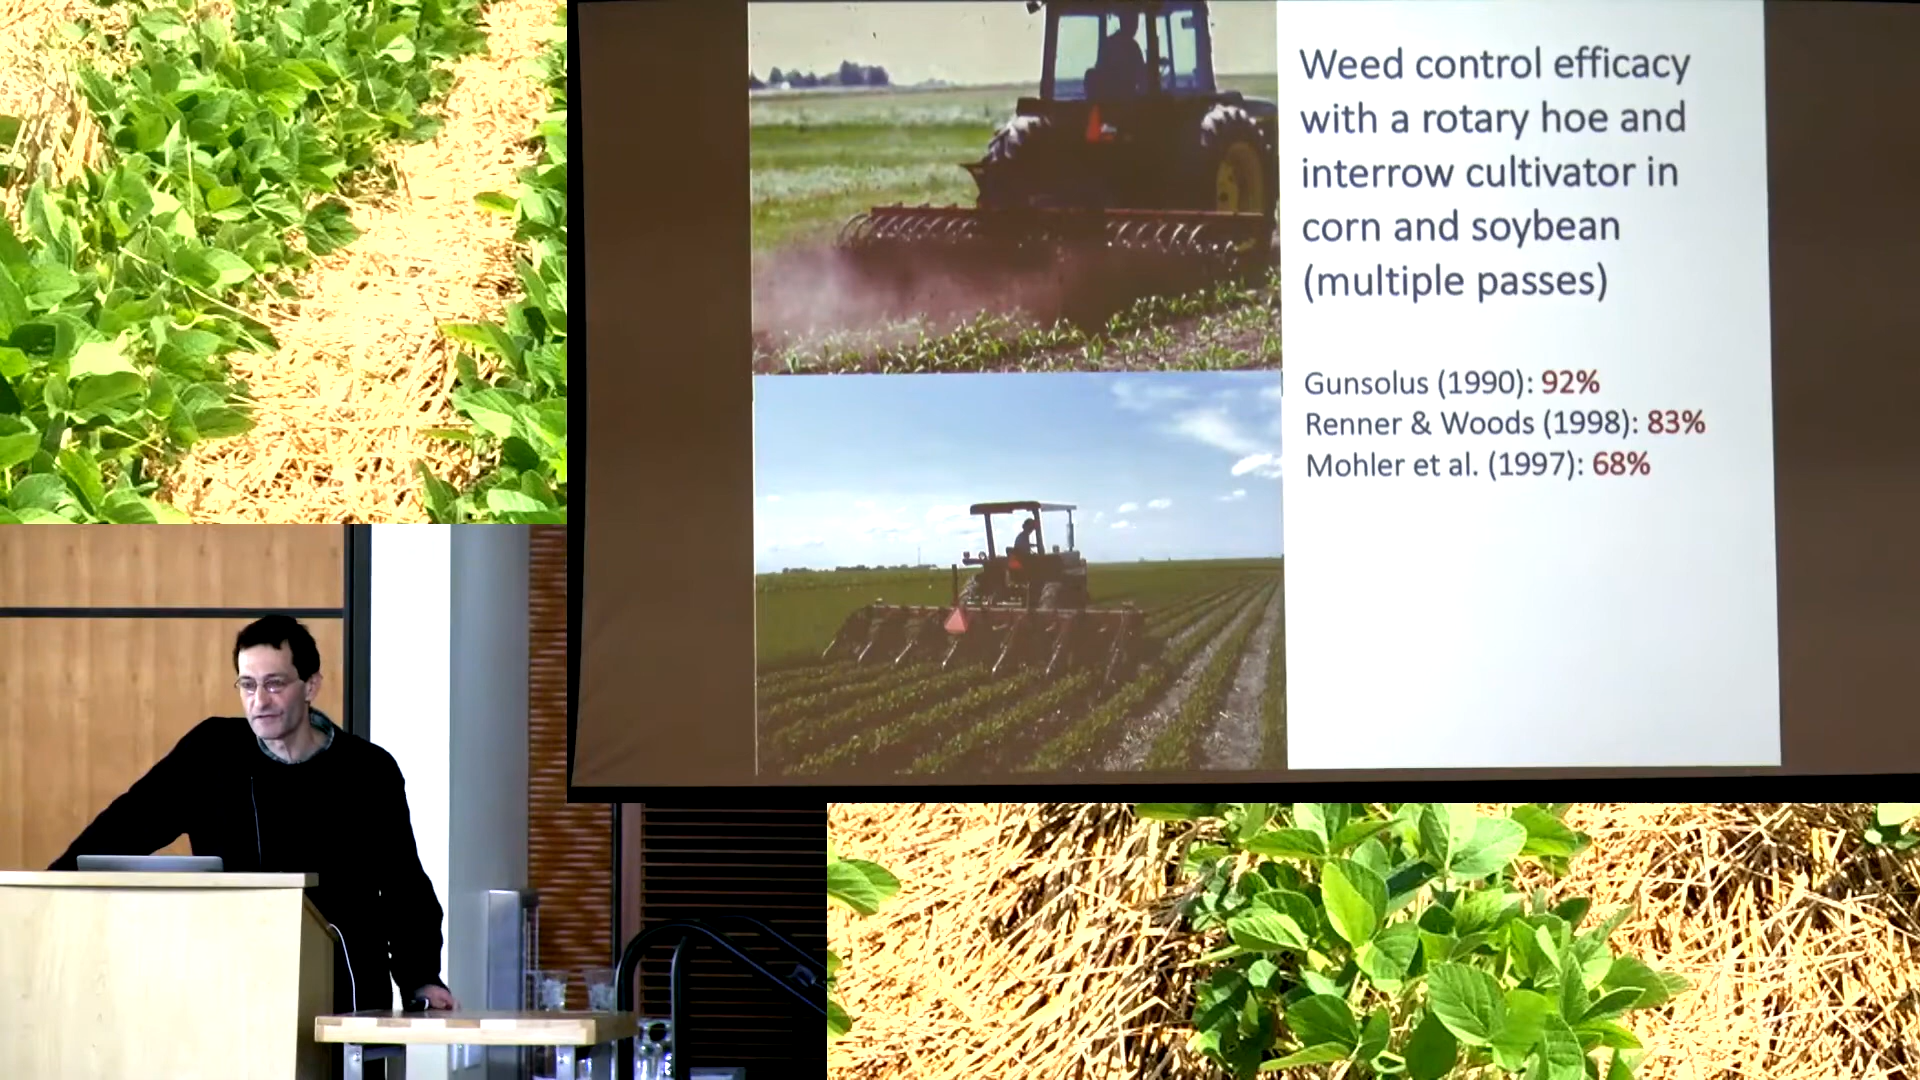 Weed control efficacy
with a rotary hoe and
interrow cultivator in
corn and soybean
(multiple passes)
Gunsolus (1990): 92%
Renner & Woods (1998): 83%
Mohler et al. (1997): 68%